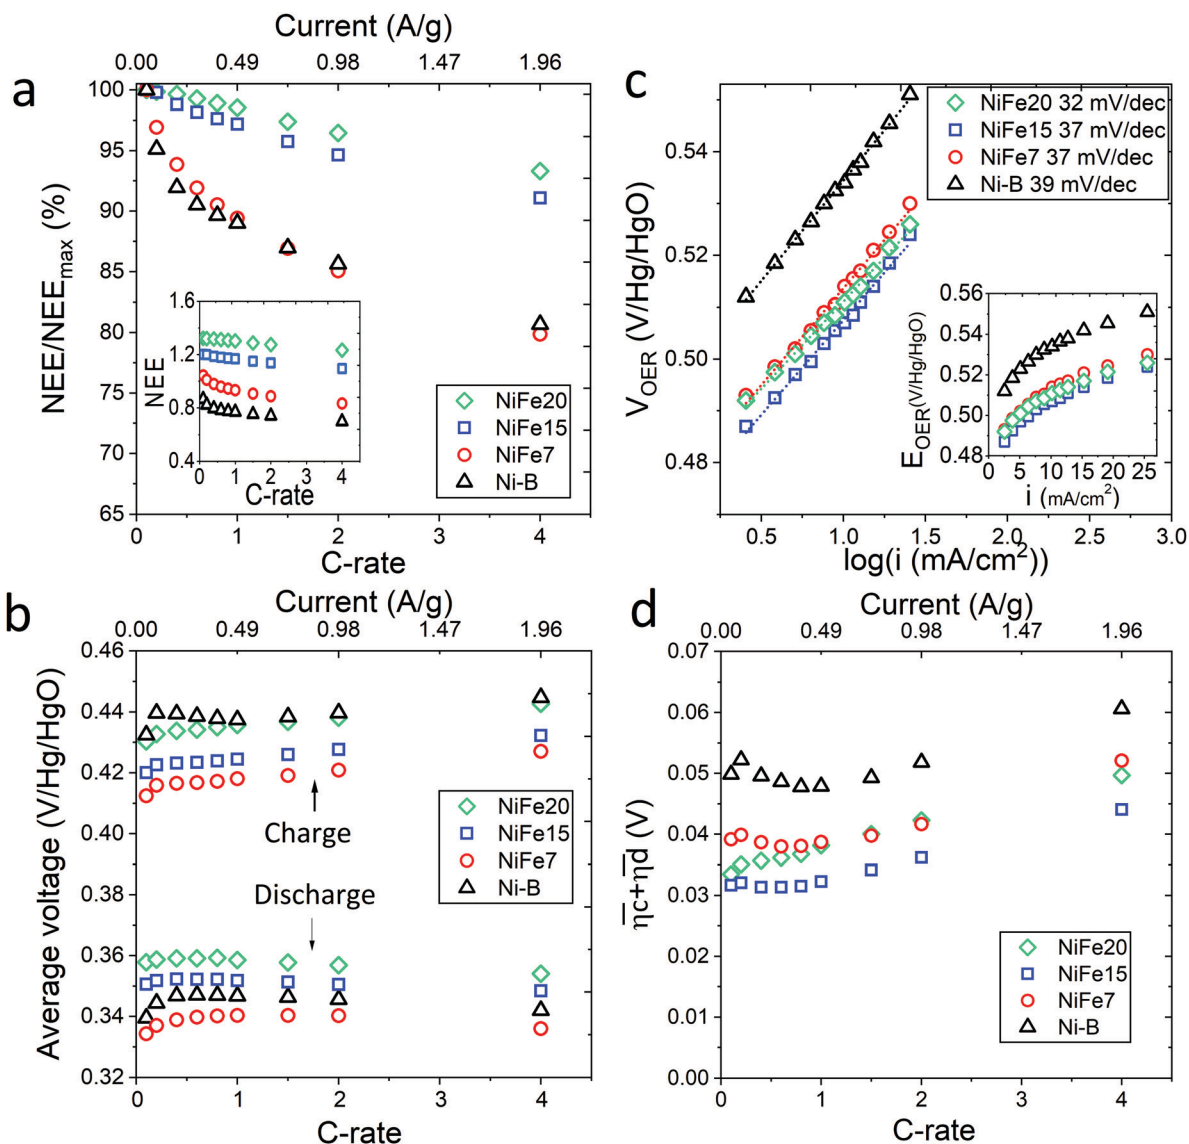 a
Current (A/g)
0.00 0.49 0.98 1.47 1.96
NEE/NEEmax (%)
100
95
90
85
80
75
70
65
0 1 2 3 4
C-rate
NEE
1.6
1.2
0.8
0.4
0 1 2 3 4
C-rate
NiFe20
NiFe15
NiFe7
Ni-B
c
VOER (V/Hg/HgO)
0.54
0.52
0.50
0.48
0.5 1.0 1.5 2.0 2.5 3.0
log(i (mA/cm²))
NiFe20 32 mV/dec
NiFe15 37 mV/dec
NiFe7 37 mV/dec
Ni-B 39 mV/dec
EOER(V/Hg/HgO)
0.56
0.54
0.52
0.50
0.48
0 5 10 15 20 25
i (mA/cm²)
b
Current (A/g)
0.00 0.49 0.98 1.47 1.96
Average voltage (V/Hg/HgO)
0.46
0.44
0.42
0.40
0.38
0.36
0.34
0.32
0 1 2 3 4
C-rate
Charge
Discharge
NiFe20
NiFe15
NiFe7
Ni-B
d
Current (A/g)
0.00 0.49 0.98 1.47 1.96
η̅c+η̅d (V)
0.07
0.06
0.05
0.04
0.03
0.02
0.01
0.00
0 1 2 3 4
C-rate
NiFe20
NiFe15
NiFe7
Ni-B